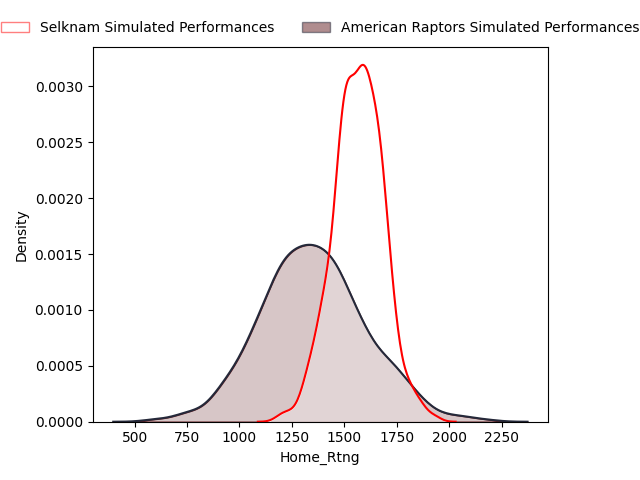 Selknam Simulated Performances American Raptors Simulated Performances
0.0030
0.0025
0.0020
0.0015
0.0010
0.0005
0.0000
Density
500 750 1000 1250 1500 1750 2000 2250
Home_Rtng